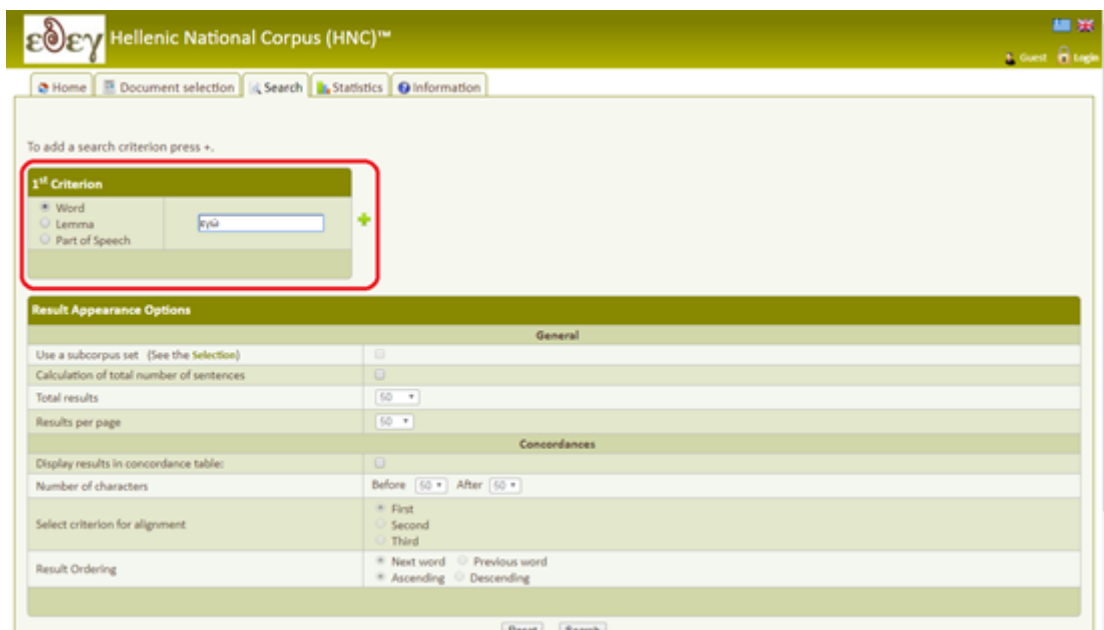 εθεγ Hellenic National Corpus (HNC)™
Guest Login
Home Document selection Search Statistics Information
To add a search criterion press +.
1st Criterion
Word
Lemma
Part of Speech
εγώ
Result Appearance Options
General
Use a subcorpus set (See the Selection)
Calculation of total number of sentences
Total results 50
Results per page 50
Concordances
Display results in concordance table:
Number of characters Before 50 After 50
Select criterion for alignment
First
Second
Third
Result Ordering
Next word Previous word
Ascending Descending
Reset Search